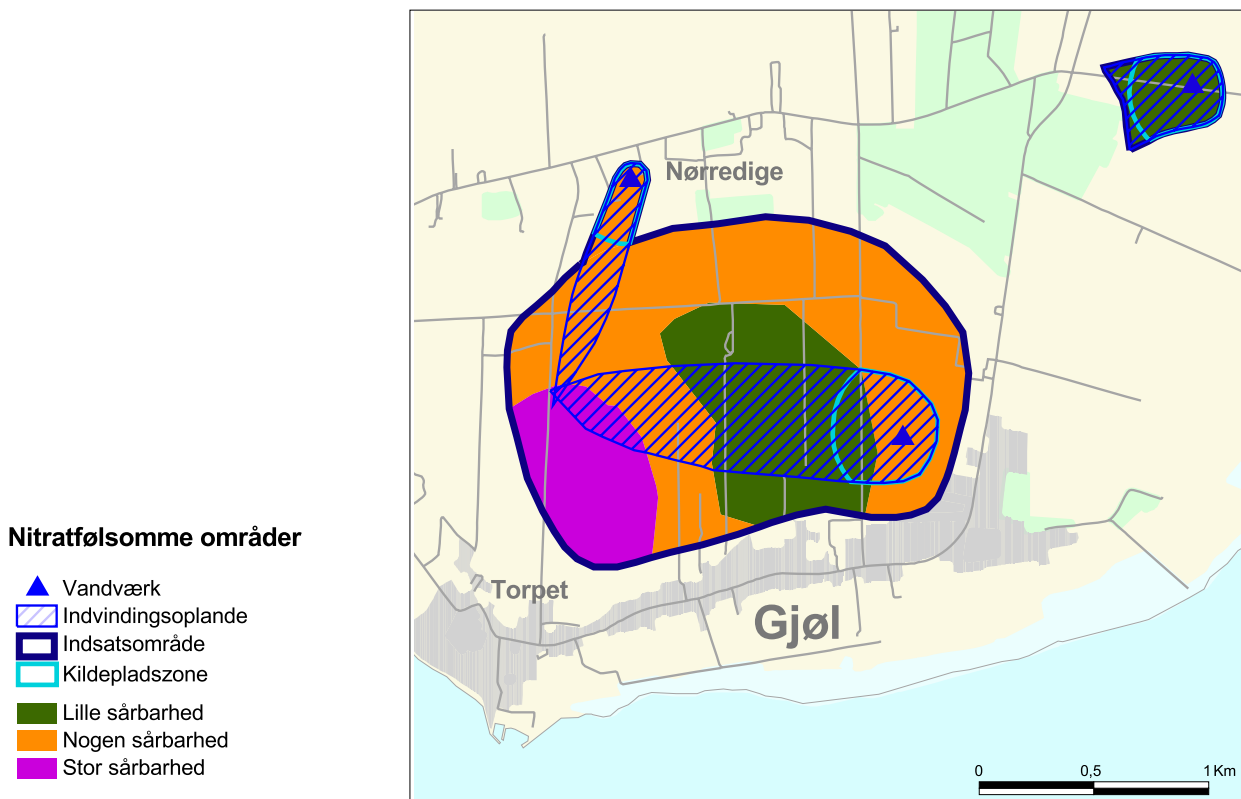 Nørredige
Nitratfølsomme områder
Vandværk
Indvindingsoplande
Indsatsområde
Kildepladszone
Lille sårbarhed
Nogen sårbarhed
Stor sårbarhed
Torpet
Gjøl
0 0,5 1 Km